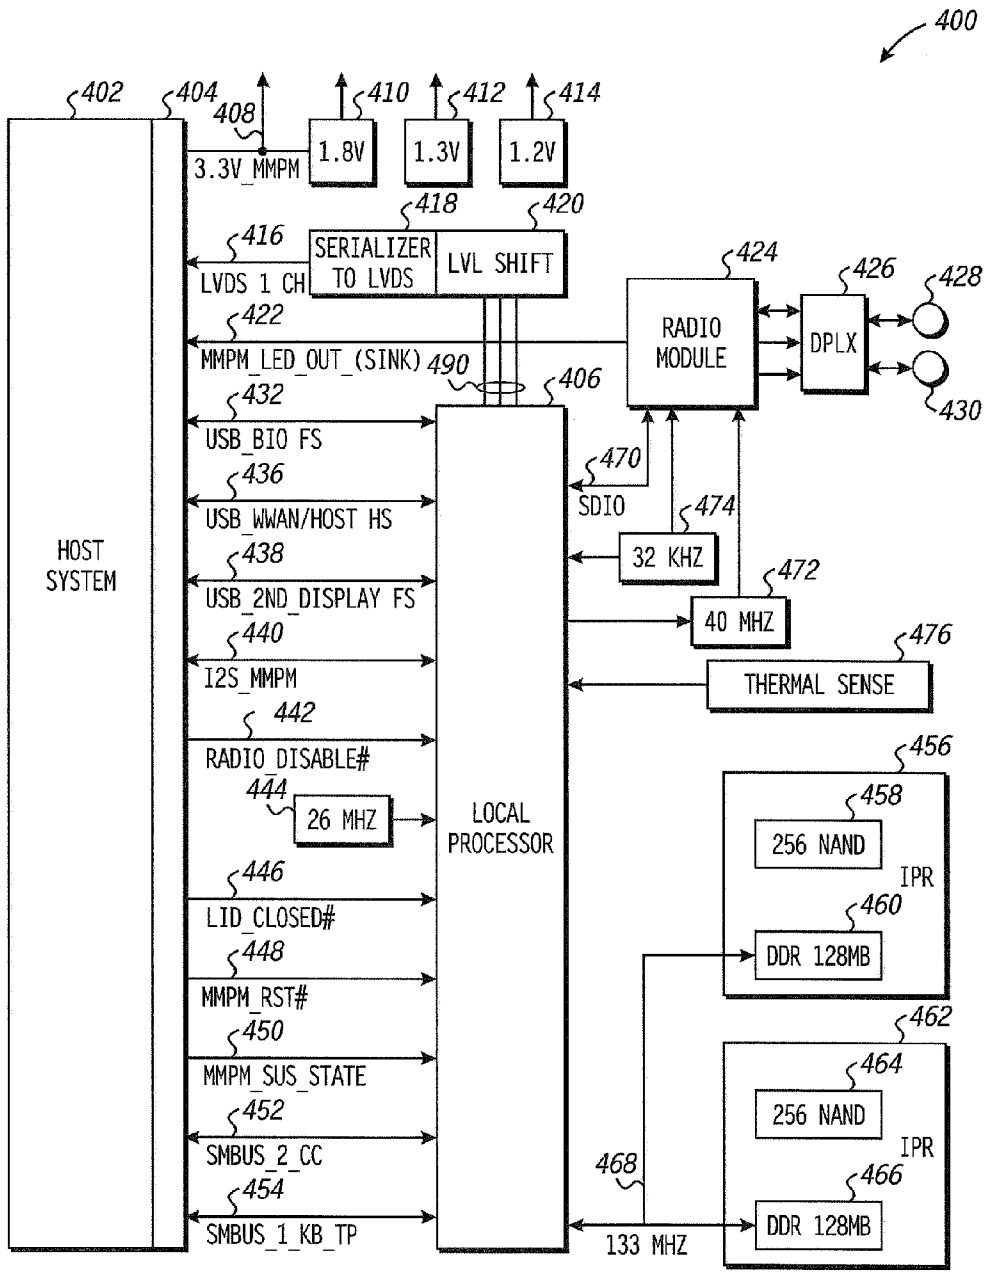 400
402
404
408
410
412
414
3.3V_MMPM
1.8V
1.3V
1.2V
416
418
420
LVDS 1 CH
SERIALIZER
TO LVDS
LVL SHIFT
422
MMPM_LED_OUT_(SINK)
490
406
424
426
428
430
RADIO
MODULE
DPLX
432
USB_BIO FS
436
USB_WWAN/HOST HS
438
USB_2ND_DISPLAY FS
440
I2S_MMPM
442
RADIO_DISABLE#
444
26 MHZ
446
LID_CLOSED#
448
MMPM_RST#
450
MMPM_SUS_STATE
452
SMBUS_2_CC
454
SMBUS_1_KB_TP
HOST
SYSTEM
LOCAL
PROCESSOR
470
SDIO
474
32 KHZ
472
40 MHZ
476
THERMAL SENSE
456
458
256 NAND
IPR
460
DDR 128MB
462
464
256 NAND
IPR
466
DDR 128MB
468
133 MHZ